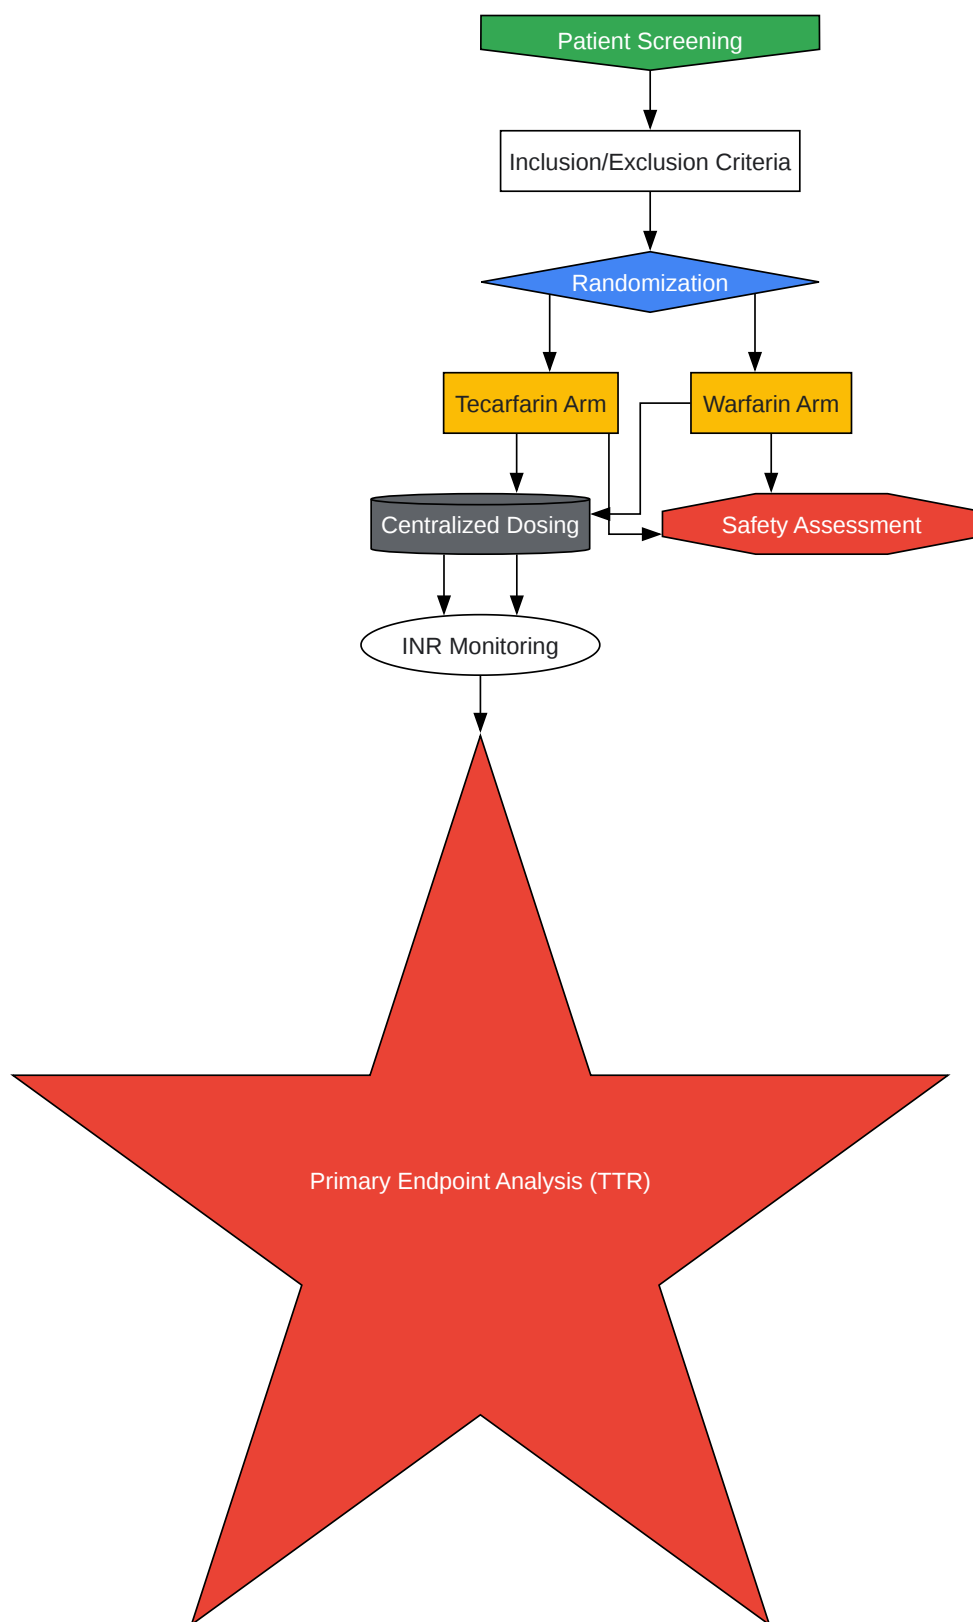 Patient Screening
Inclusion/Exclusion Criteria
Randomization
Tecarfarin Arm
Warfarin Arm
Centralized Dosing
Safety Assessment
INR Monitoring
Primary Endpoint Analysis (TTR)